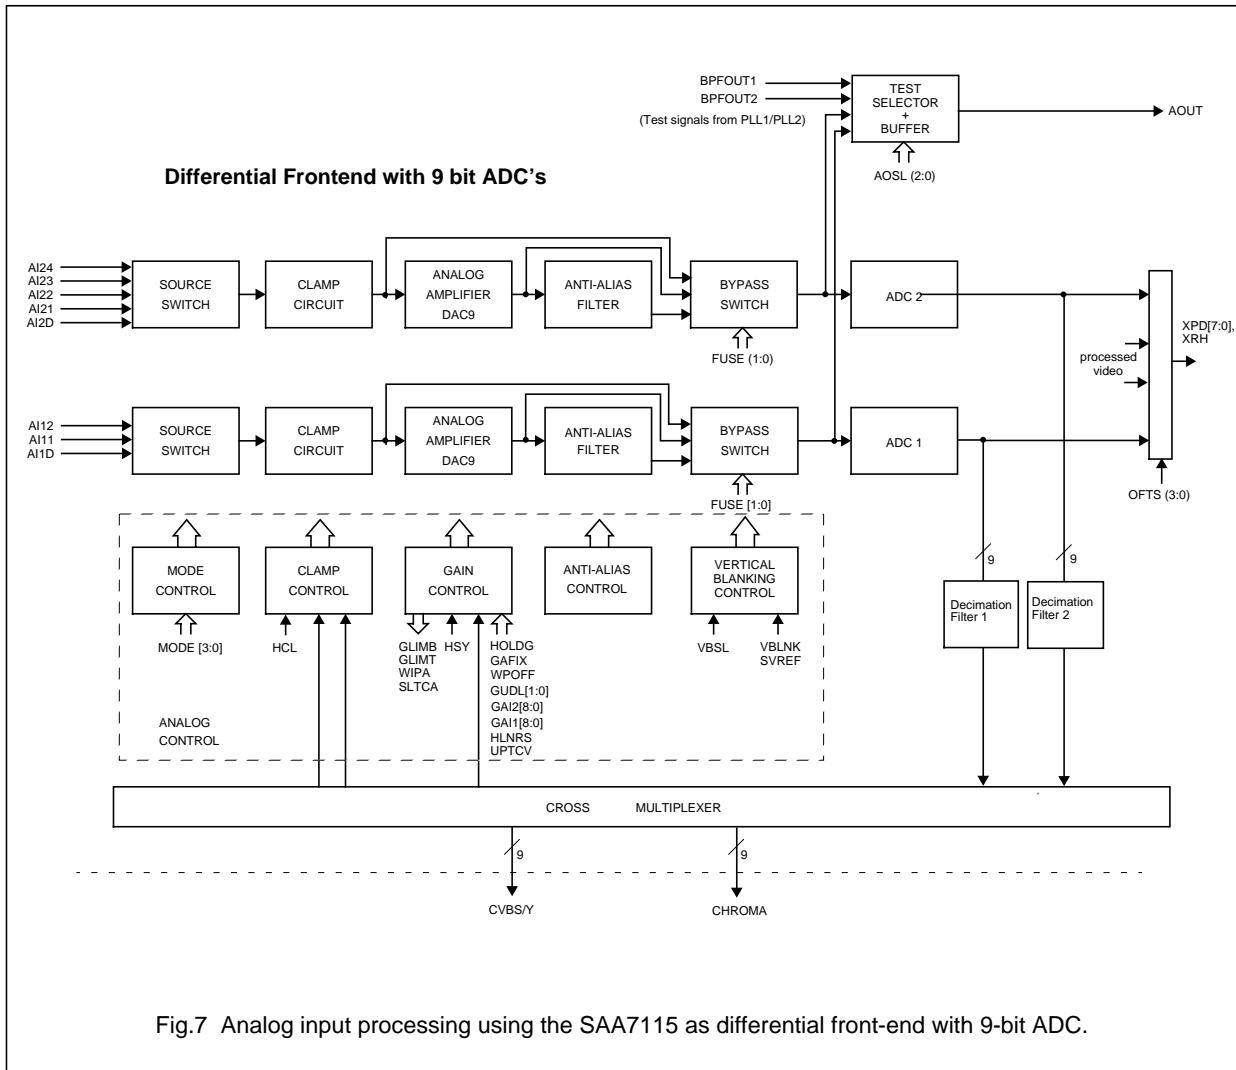 BPFOUT1
BPFOUT2
(Test signals from PLL1/PLL2)
TEST
SELECTOR
+
BUFFER
AOUT
AOSL (2:0)
Differential Frontend with 9 bit ADC's
AI24
AI23
AI22
AI21
AI2D
SOURCE
SWITCH
CLAMP
CIRCUIT
ANALOG
AMPLIFIER
DAC9
ANTI-ALIAS
FILTER
BYPASS
SWITCH
ADC 2
FUSE (1:0)
XPD[7:0],
XRH
processed
video
AI12
AI11
AI1D
SOURCE
SWITCH
CLAMP
CIRCUIT
ANALOG
AMPLIFIER
DAC9
ANTI-ALIAS
FILTER
BYPASS
SWITCH
ADC 1
FUSE [1:0]
OFTS (3:0)
MODE
CONTROL
CLAMP
CONTROL
GAIN
CONTROL
ANTI-ALIAS
CONTROL
VERTICAL
BLANKING
CONTROL
9
9
Decimation
Filter 1
Decimation
Filter 2
MODE [3:0]
HCL
GLIMB
GLIMT
WIPA
SLTCA
HSY
HOLDG
GAFIX
WPOFF
GUDL[1:0]
GAI2[8:0]
GAI1[8:0]
HLNRS
UPTCV
VBSL
VBLNK
SVREF
ANALOG
CONTROL
CROSS MULTIPLEXER
9
9
CVBS/Y
CHROMA
Fig.7 Analog input processing using the SAA7115 as differential front-end with 9-bit ADC.